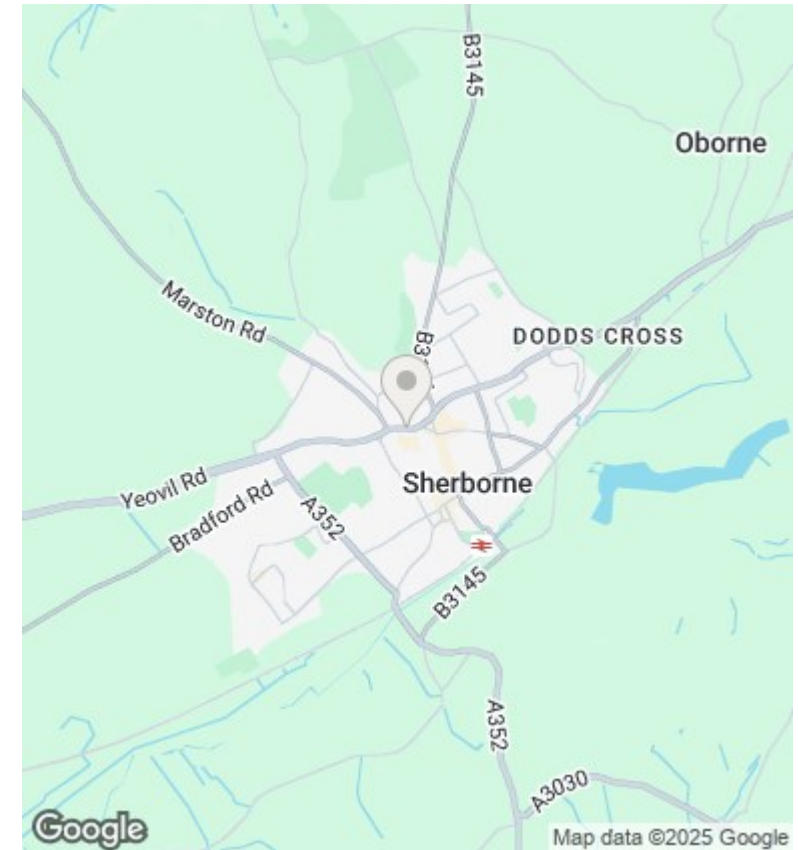 B3145
Oborne
Marston Rd
DODDS CROSS
Sherborne
Yeovil Rd
Bradford Rd
A352
B3145
A352
A3030
Google
Map data ©2025 Google